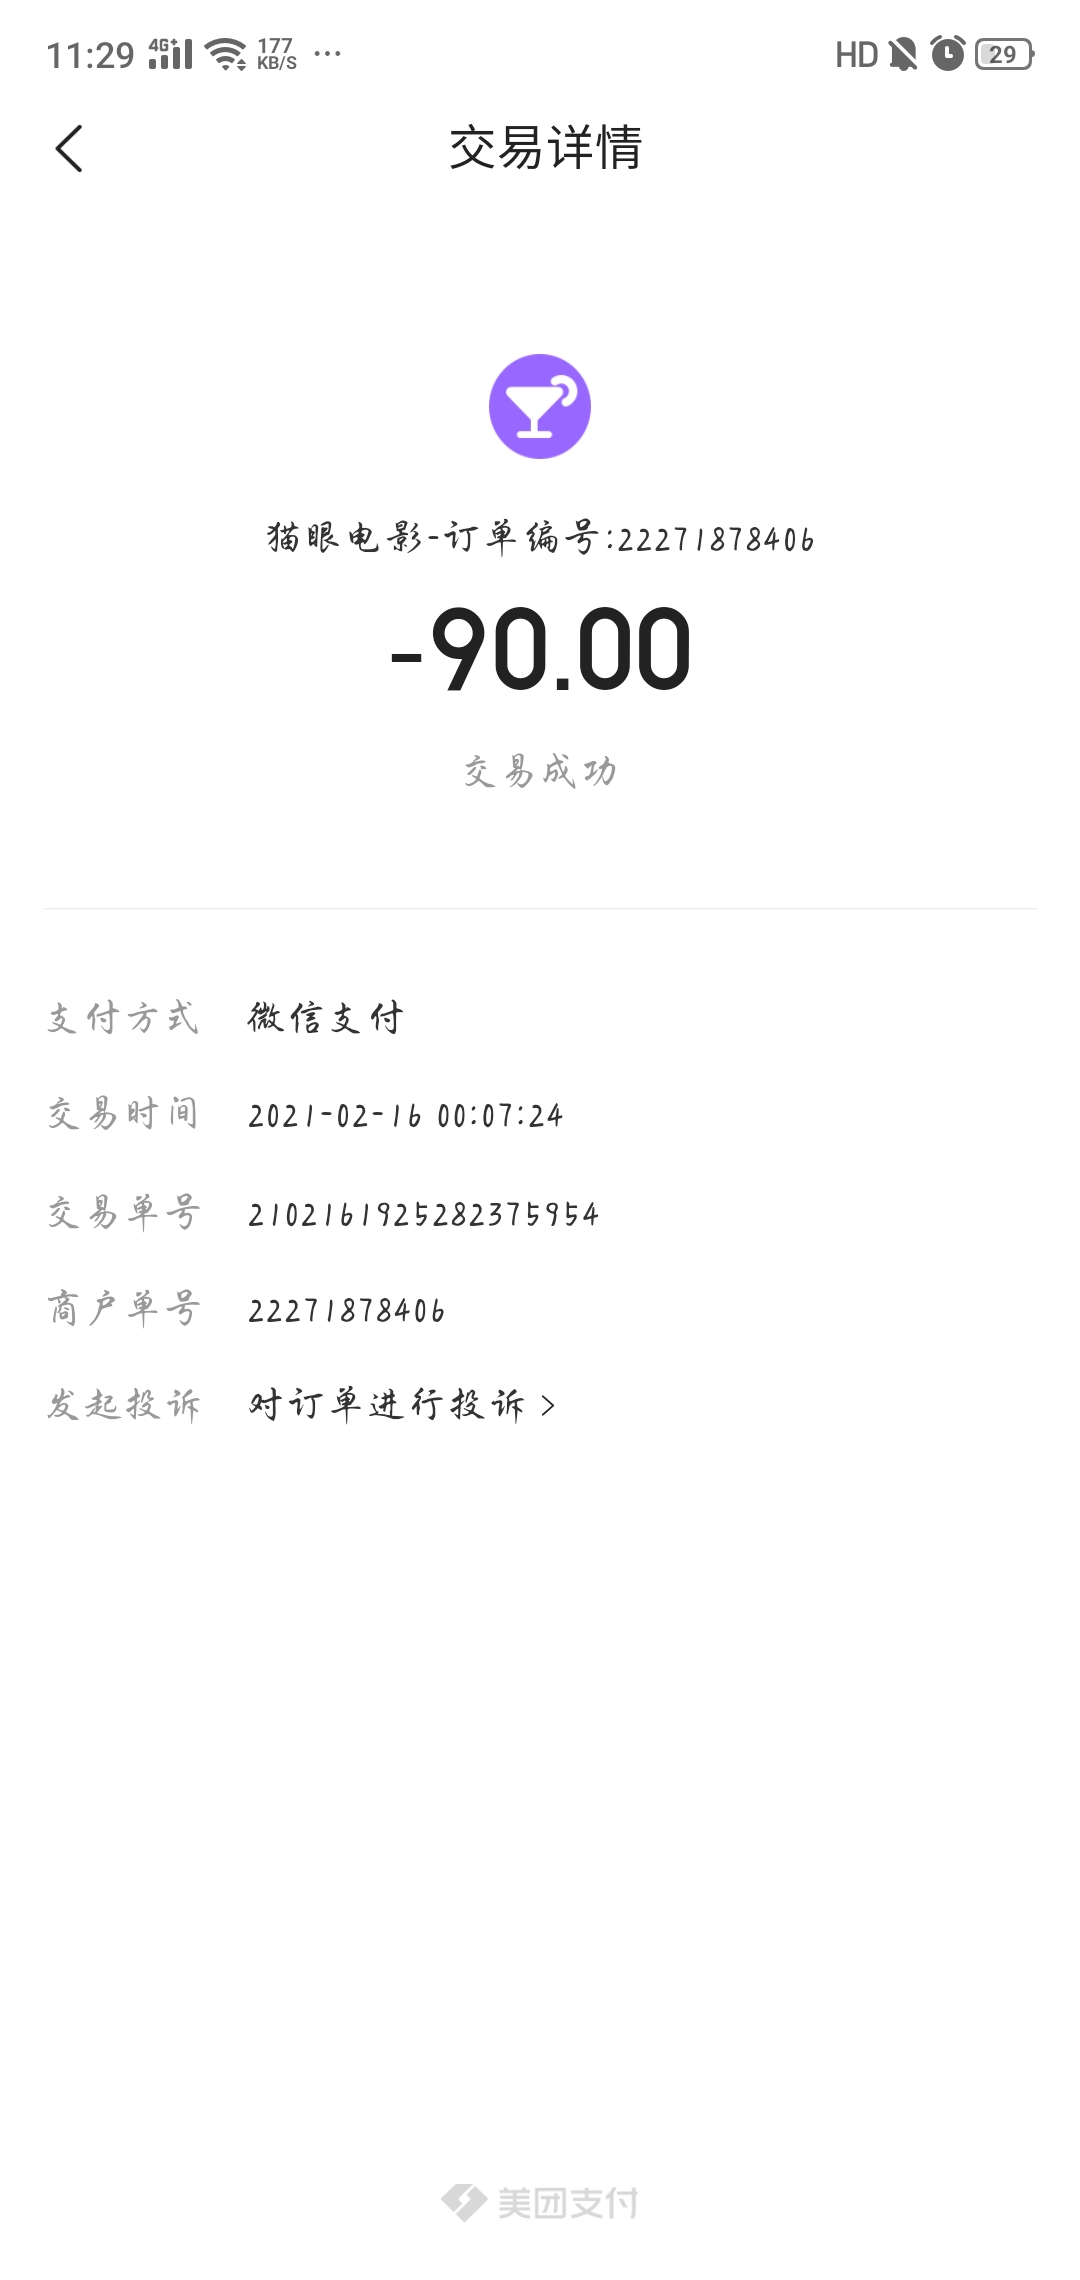 11:29 4G+ 177 KB/S ··· HD 29
交易详情
猫眼电影-订单编号:22271878406
-90.00
交易成功
支付方式 微信支付
交易时间 2021-02-16 00:07:24
交易单号 2102161925282375954
商户单号 22271878406
发起投诉 对订单进行投诉 >
美团支付